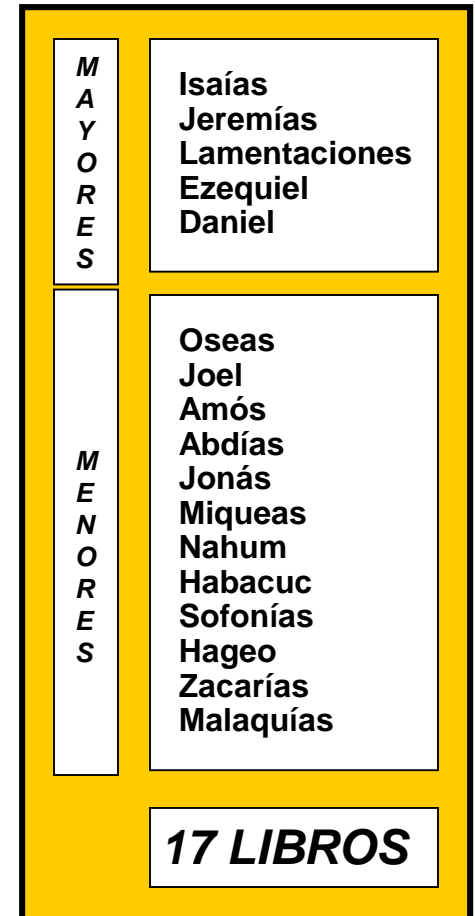 MAYORES
Isaías
Jeremías
Lamentaciones
Ezequiel
Daniel
MENORES
Oseas
Joel
Amós
Abdías
Jonás
Miqueas
Nahum
Habacuc
Sofonías
Hageo
Zacarías
Malaquías
17 LIBROS